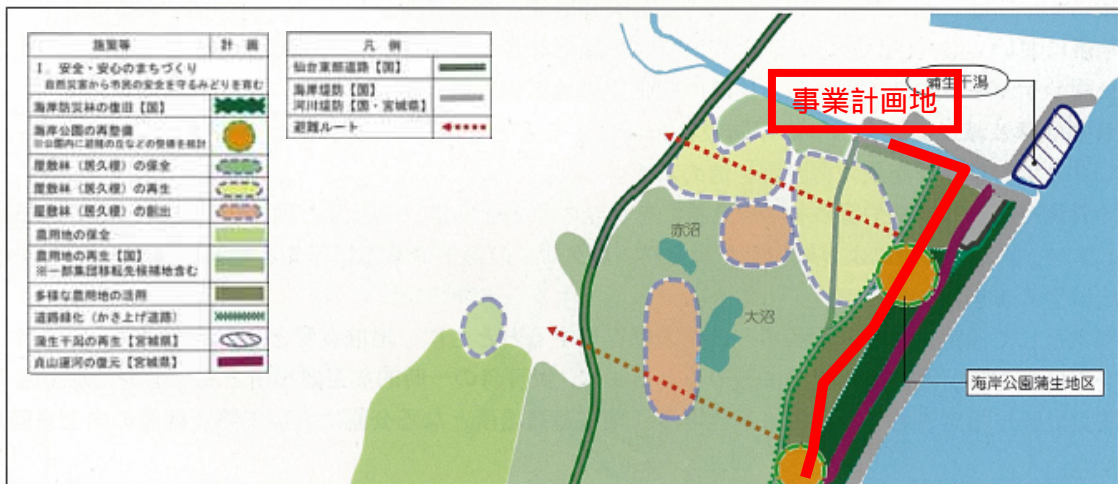 施策等 計画
I. 安全・安心のまちづくり
自然災害から市民の安全を守るみどりを育む
海岸防災林の復旧【国】
海岸公園の再整備
※公園内に避難の丘などの整備を検討
屋敷林（居久根）の保全
屋敷林（居久根）の再生
屋敷林（居久根）の創出
農用地の保全
農用地の再生【国】
※一部集団移転先候補地含む
多様な農用地の活用
道路緑化（かさ上げ道路）
蒲生干潟の再生【宮城県】
貞山運河の復元【宮城県】
凡例
仙台東部道路【国】
海岸堤防【国】
河川堤防【国・宮城県】
避難ルート
事業計画地
蒲生干潟
赤沼
大沼
海岸公園蒲生地区